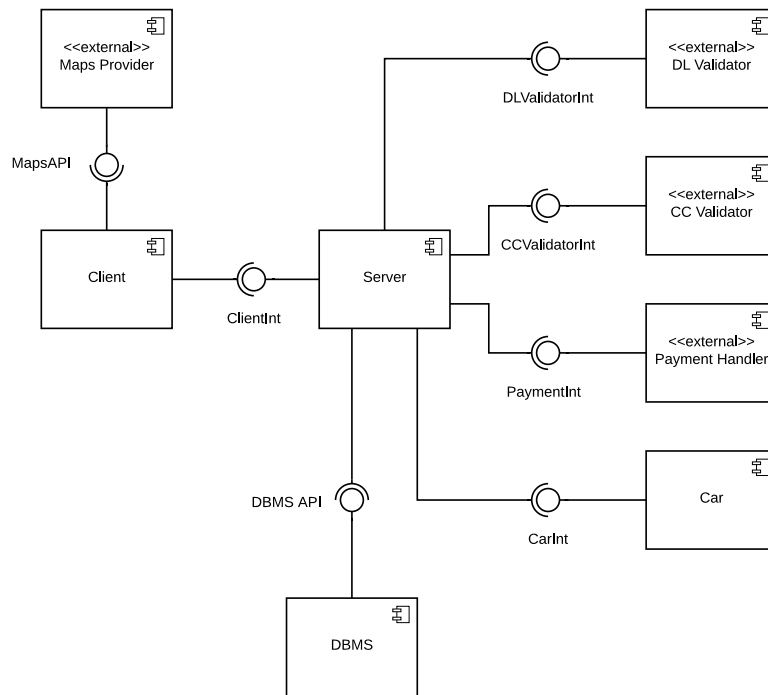 <<external>>
Maps Provider
<<external>>
DL Validator
DLValidatorInt
MapsAPI
<<external>>
CC Validator
CCValidatorInt
Client
Server
ClientInt
<<external>>
Payment Handler
PaymentInt
DBMS API
Car
CarInt
DBMS